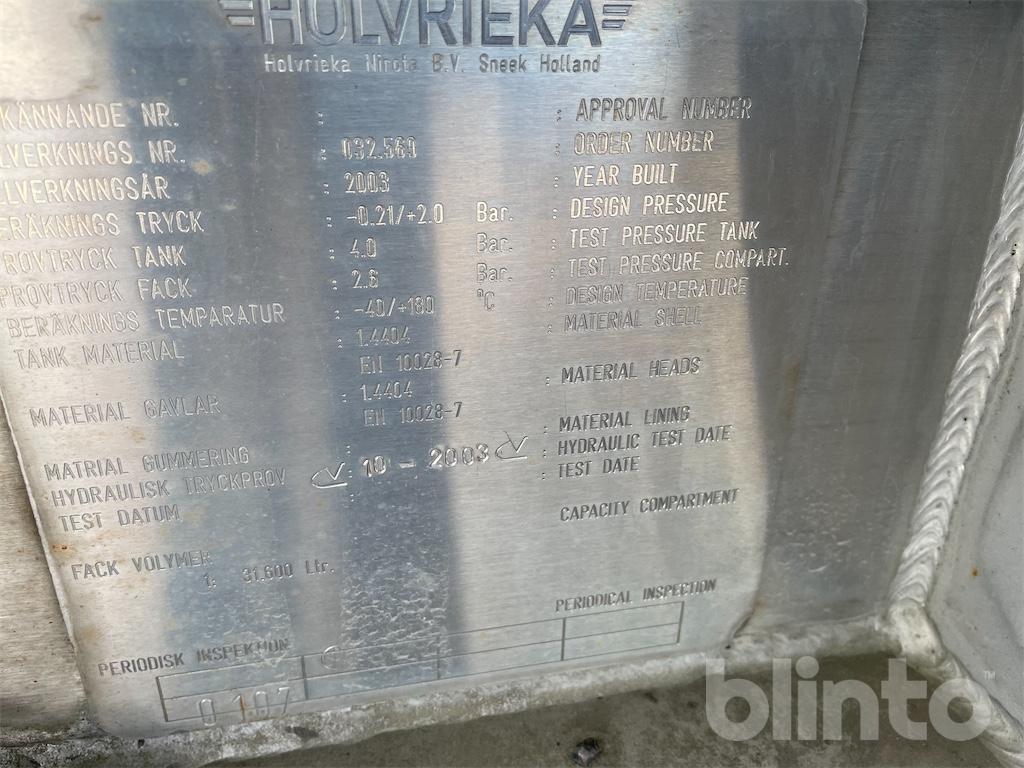 HOLVRIEKA
Holvrieka Nirota B.V. Sneek Holland
KÄNNANDE NR. : : APPROVAL NUMBER
LVERKNINGS NR. : 032.569 : ORDER NUMBER
LLVERKNINGSÅR : 2003 : YEAR BUILT
ERÄKNINGS TRYCK : -0.21/+2.0 Bar. : DESIGN PRESSURE
ROVTRYCK TANK : 4.0 Bar. : TEST PRESSURE TANK
PROVTRYCK FACK : 2.6 Bar. : TEST PRESSURE COMPART.
BERÄKNINGS TEMPARATUR : -40/+180 °C : DESIGN TEMPERATURE
TANK MATERIAL : 1.4404 : MATERIAL SHELL
EN 10028-7
MATERIAL GAVLAR : 1.4404 : MATERIAL HEADS
EN 10028-7
MATRIAL GUMMERING : : MATERIAL LINING
HYDRAULISK TRYCKPROV : 10 - 2003 : HYDRAULIC TEST DATE
TEST DATUM : : TEST DATE
FACK VOLYMER CAPACITY COMPARTMENT
1: 31.600 Ltr.
PERIODISK INSPEKTION PERIODICAL INSPECTION
0107
blinto™